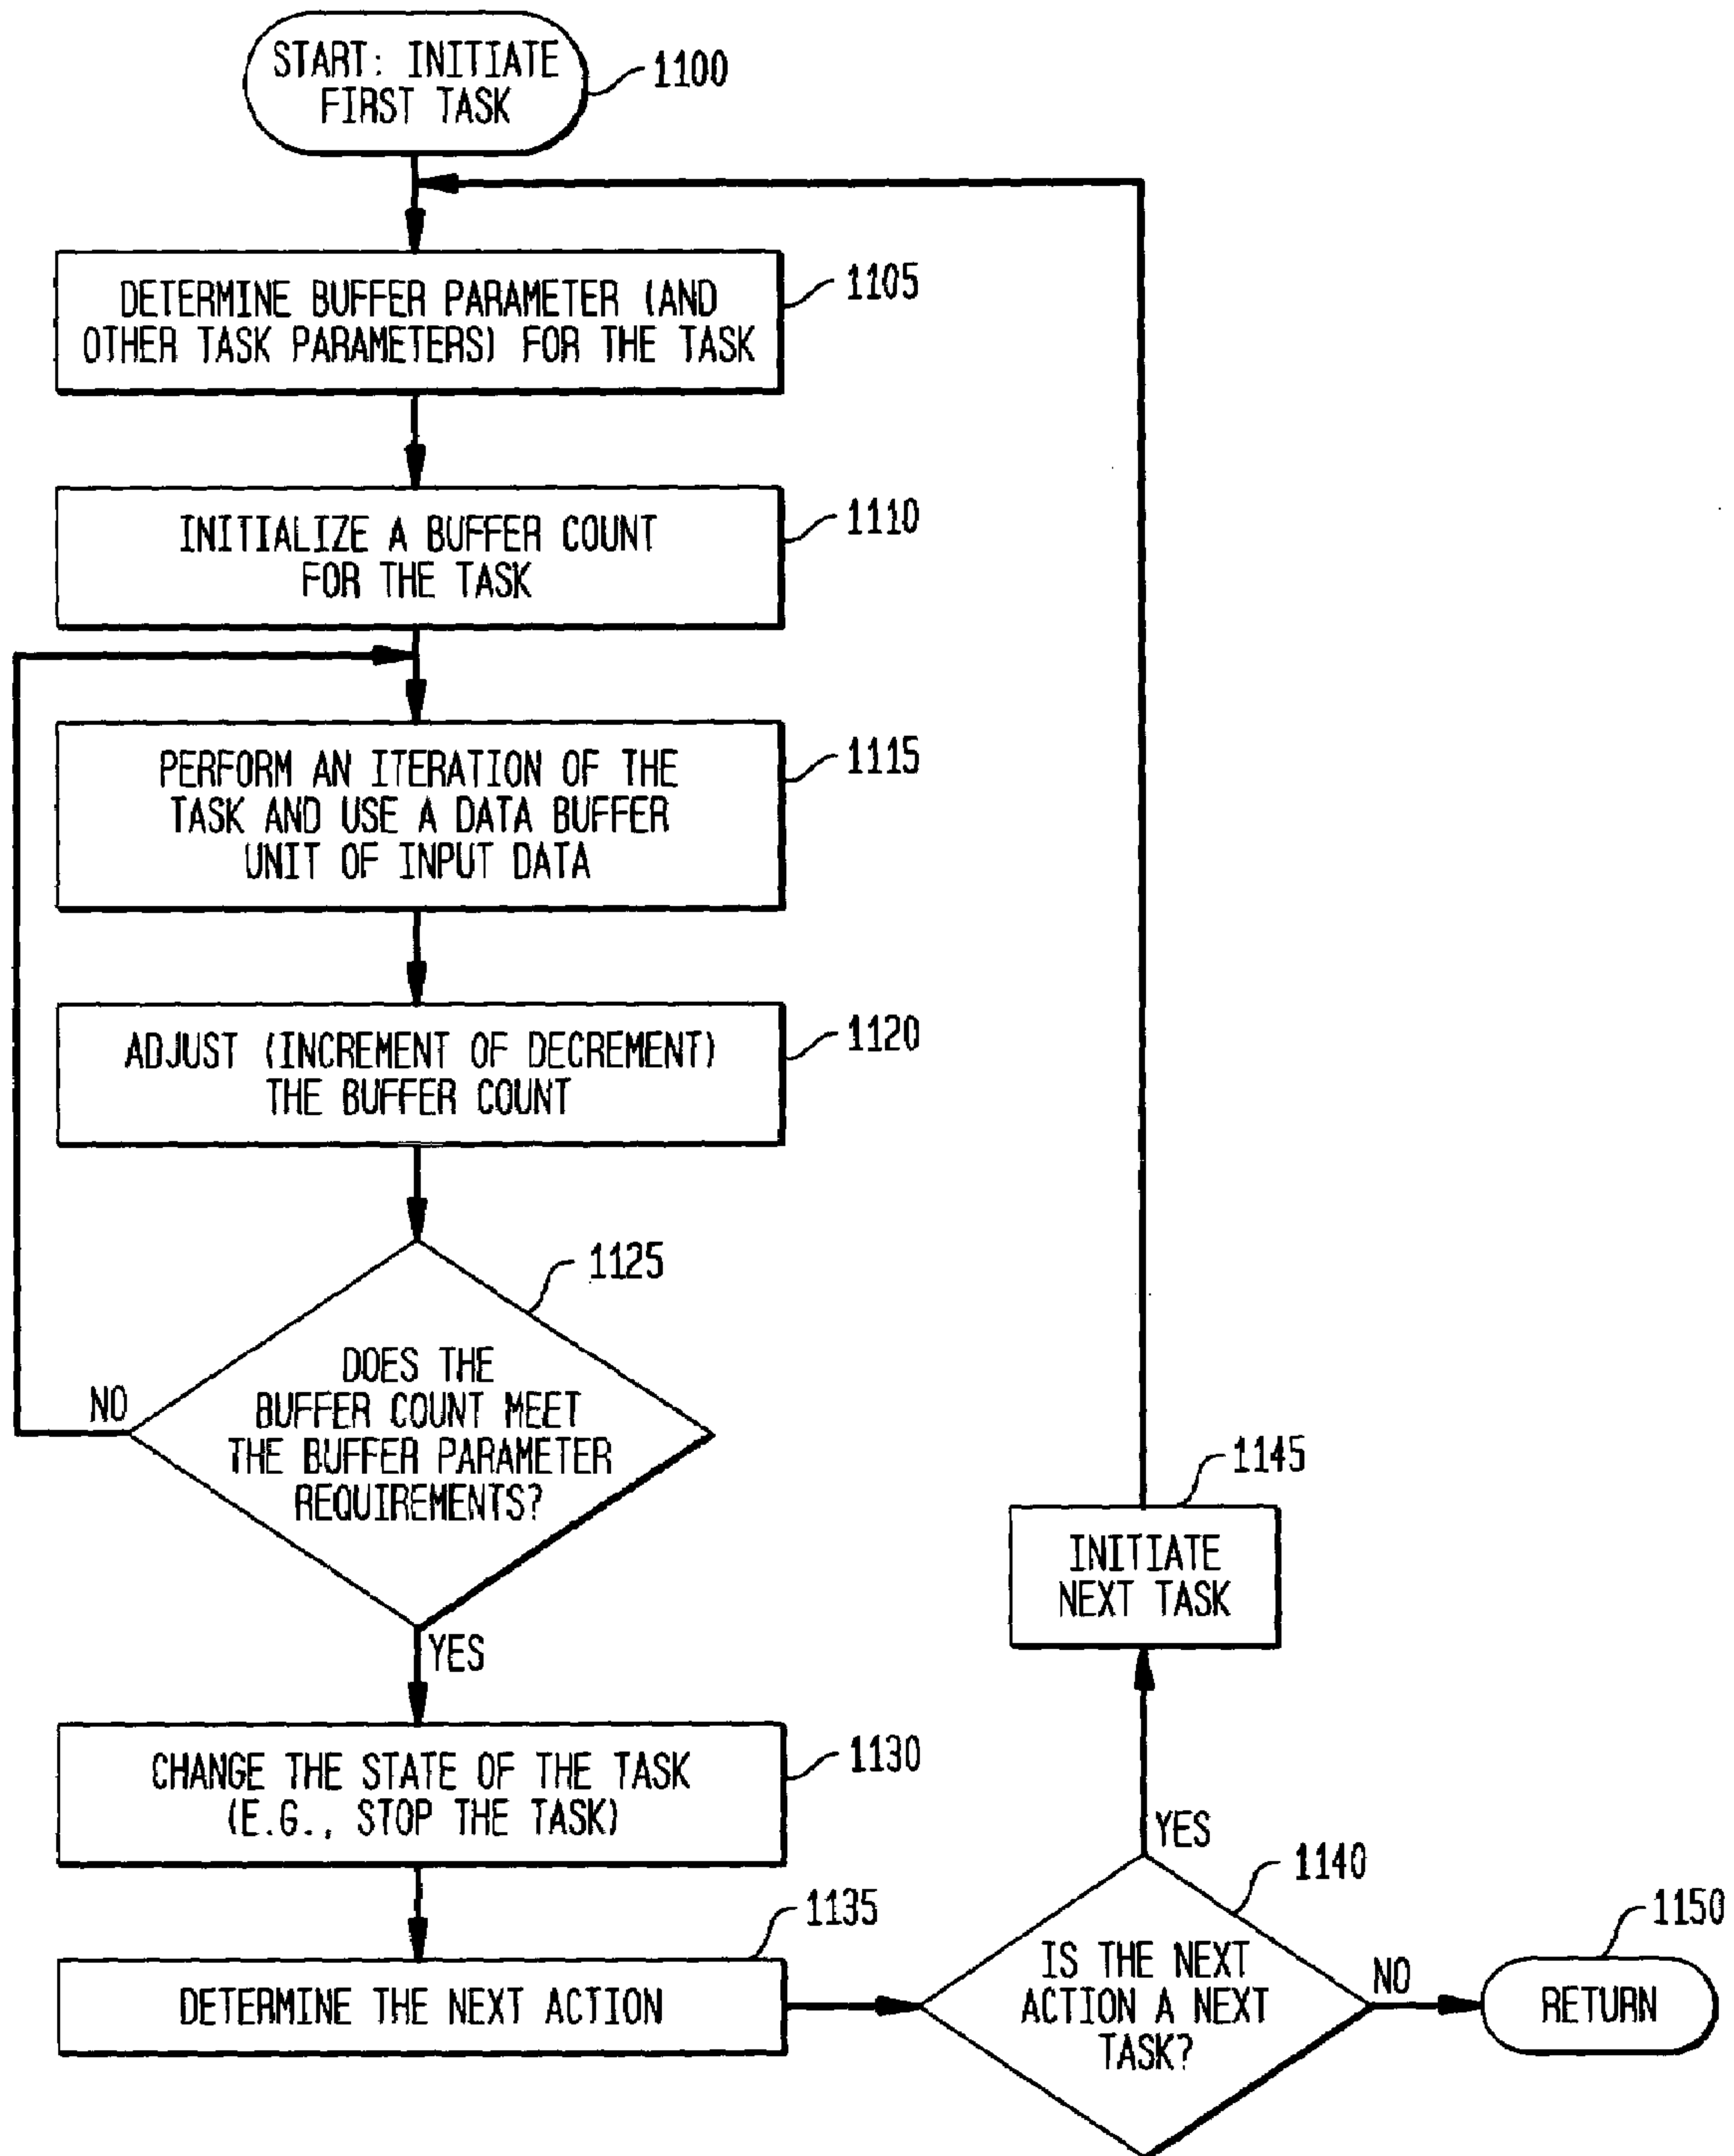 START: INITIATE
FIRST TASK
1100
DETERMINE BUFFER PARAMETER (AND
OTHER TASK PARAMETERS) FOR THE TASK
1105
INITIALIZE A BUFFER COUNT
FOR THE TASK
1110
PERFORM AN ITERATION OF THE
TASK AND USE A DATA BUFFER
UNIT OF INPUT DATA
1115
ADJUST (INCREMENT OF DECREMENT)
THE BUFFER COUNT
1120
1125
DOES THE
BUFFER COUNT MEET
THE BUFFER PARAMETER
REQUIREMENTS?
NO
YES
CHANGE THE STATE OF THE TASK
(E.G., STOP THE TASK)
1130
1135
DETERMINE THE NEXT ACTION
1140
IS THE NEXT
ACTION A NEXT
TASK?
YES
NO
1145
INITIATE
NEXT TASK
1150
RETURN